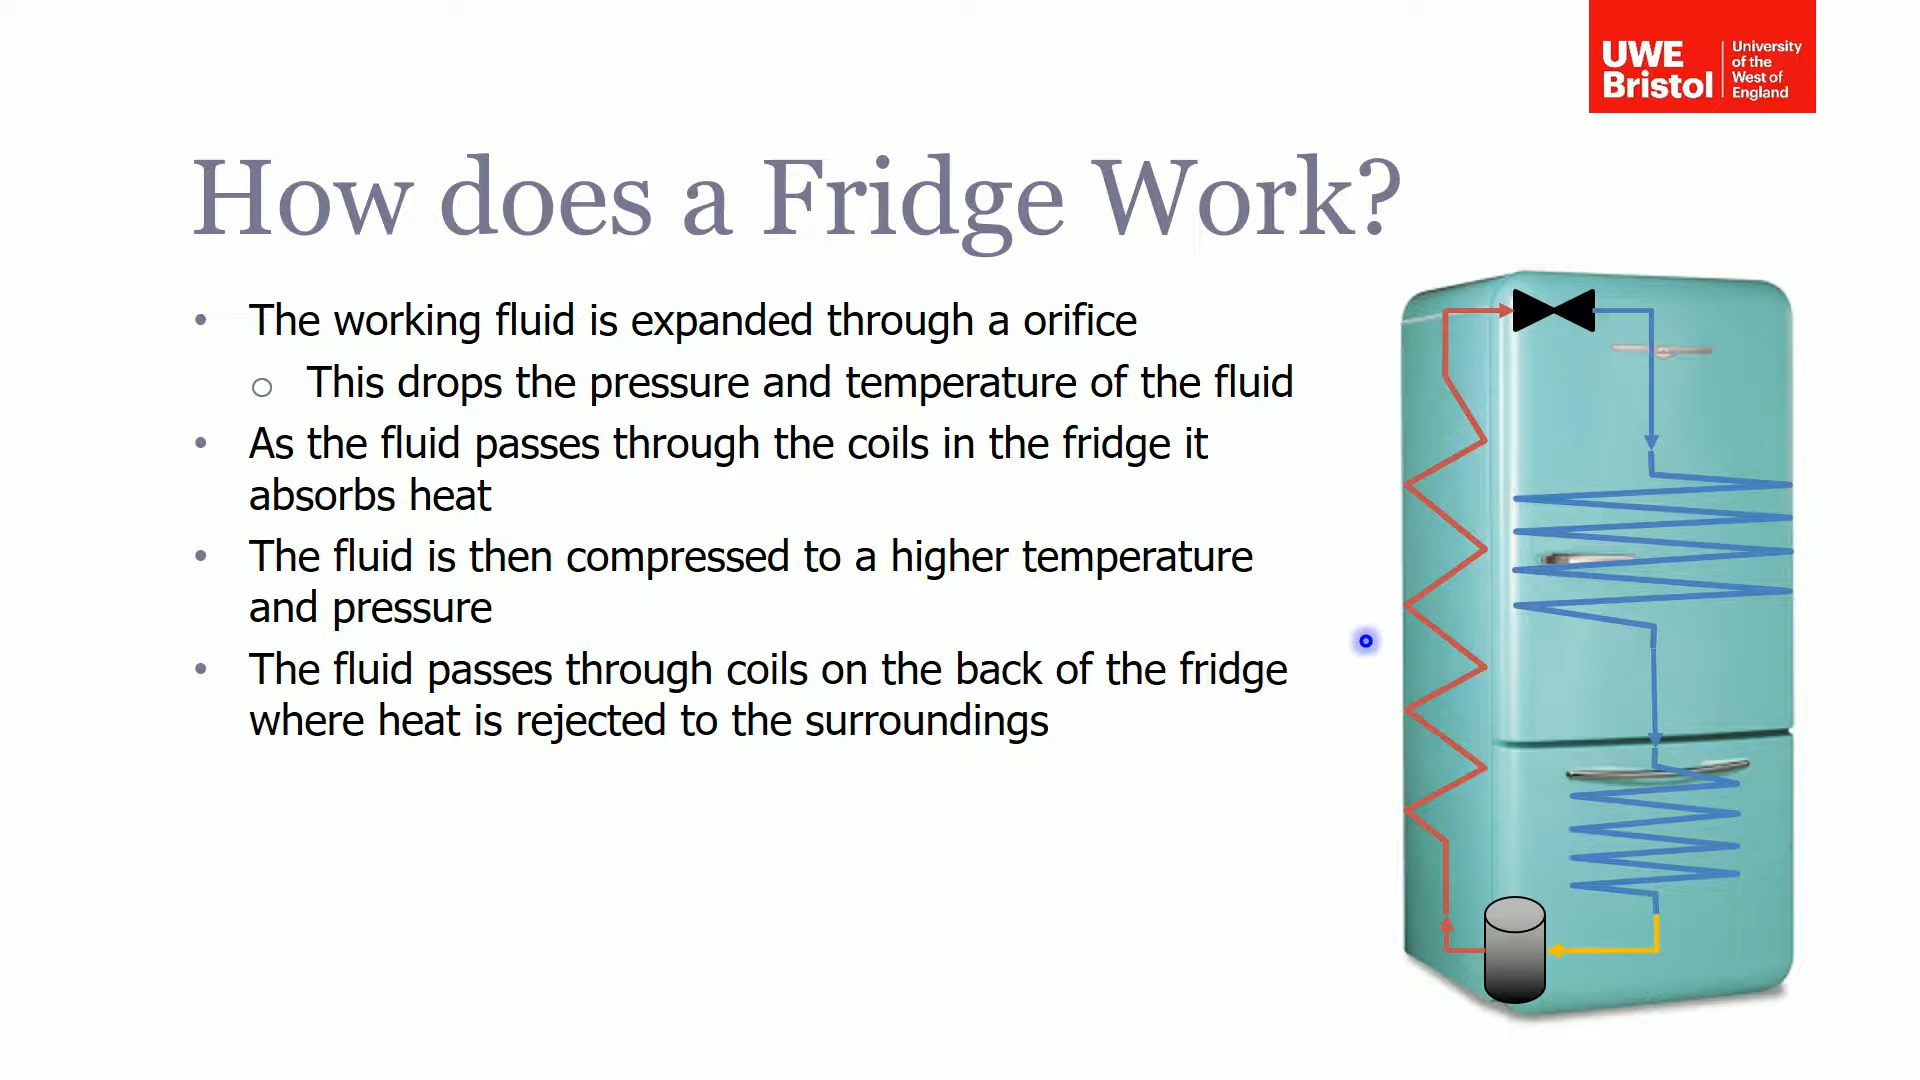 UWE
Bristol
University
of the
West of
England
How does a Fridge Work?
• The working fluid is expanded through a orifice
○ This drops the pressure and temperature of the fluid
• As the fluid passes through the coils in the fridge it
absorbs heat
• The fluid is then compressed to a higher temperature
and pressure
• The fluid passes through coils on the back of the fridge
where heat is rejected to the surroundings